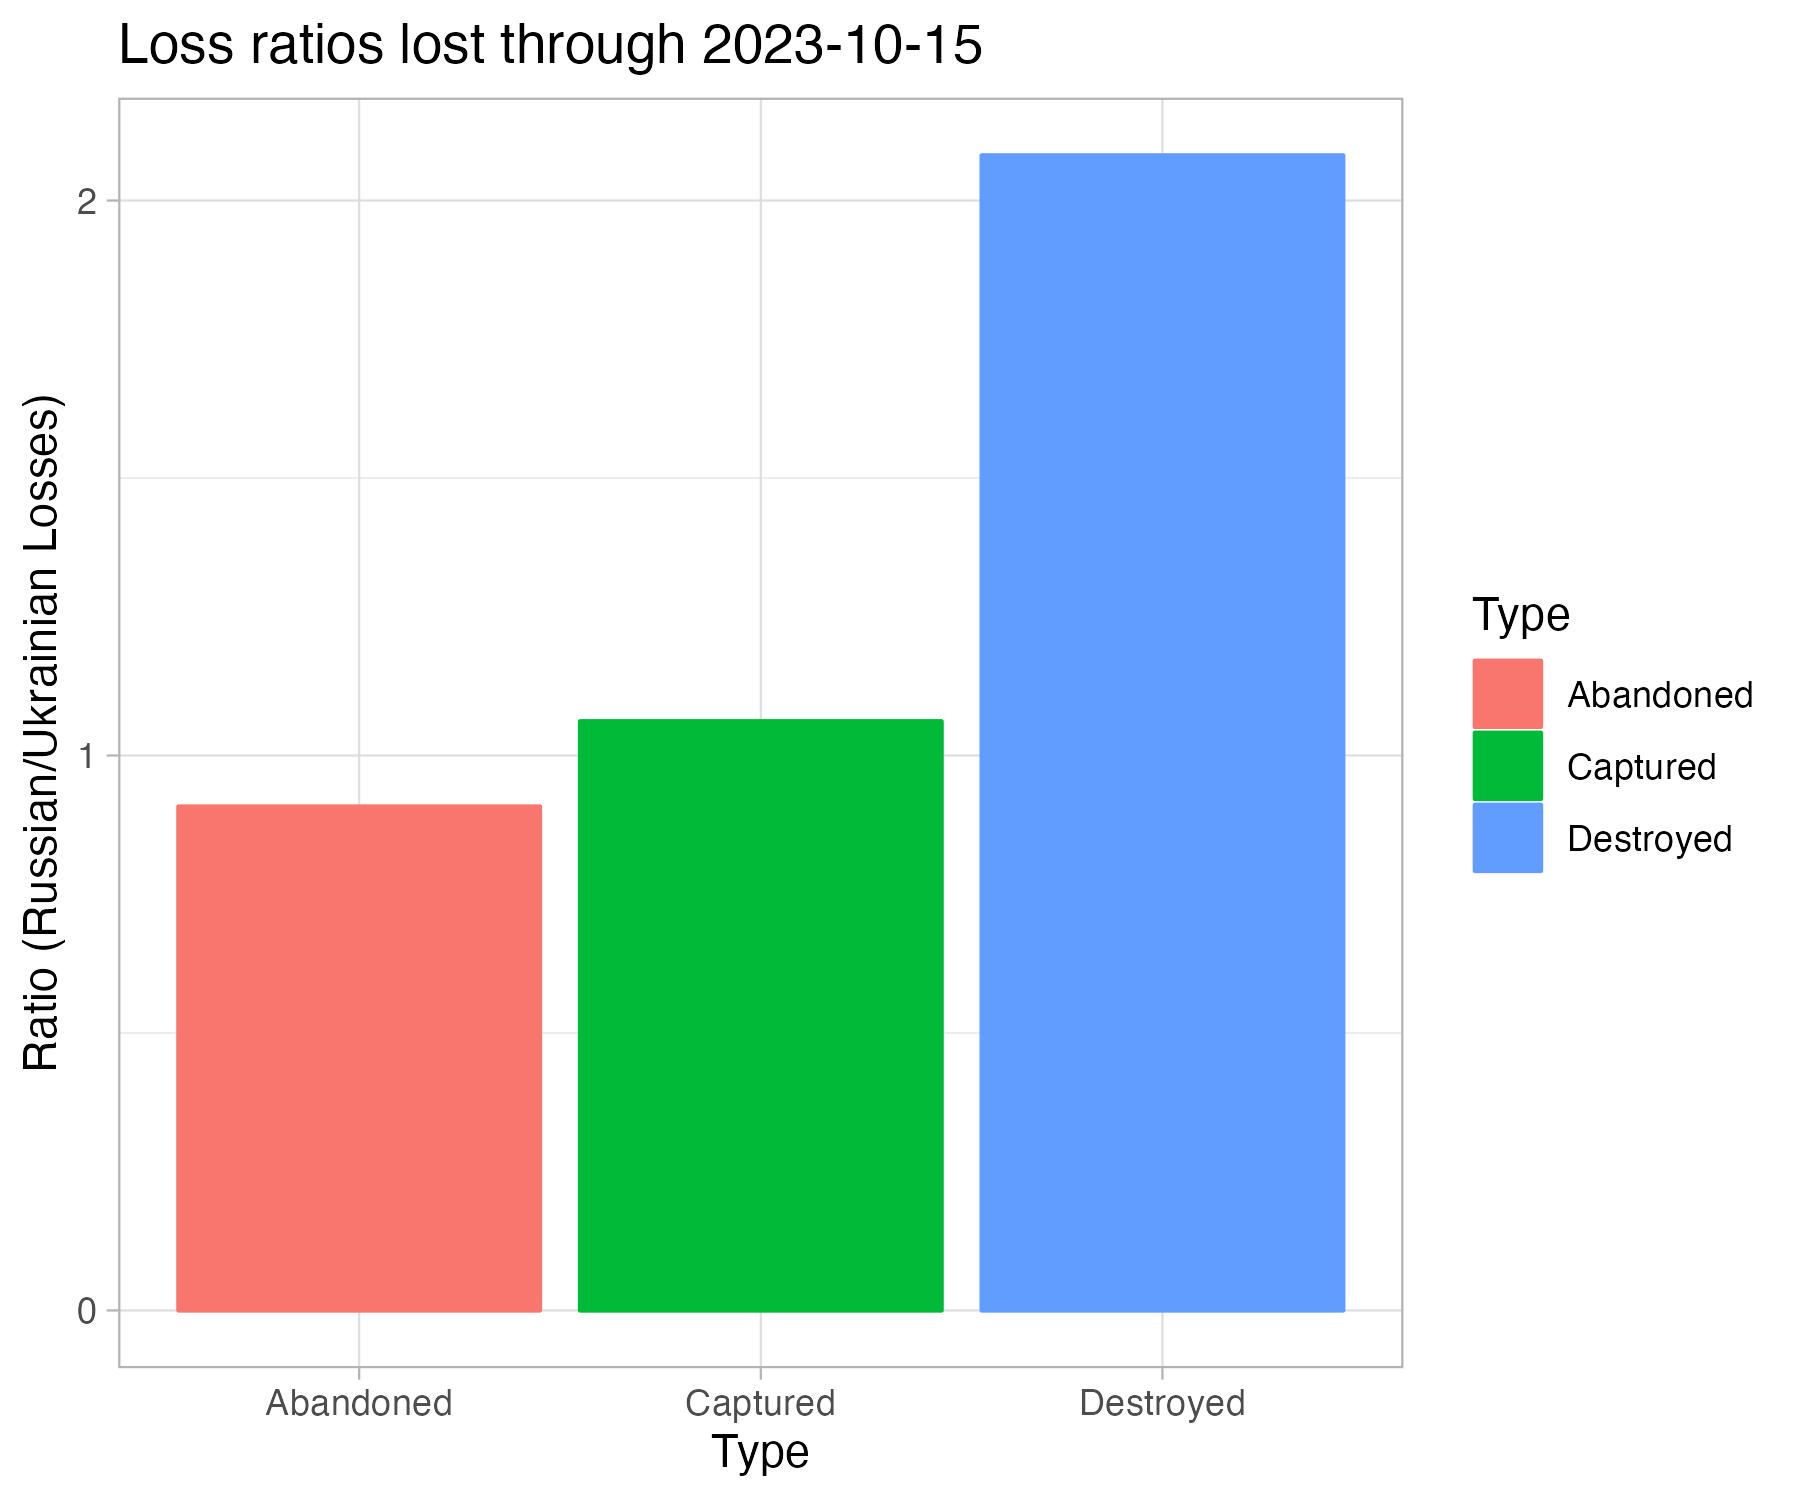 Loss ratios lost through 2023-10-15
Ratio (Russian/Ukrainian Losses)
2
1
0
Abandoned
Captured
Destroyed
Type
Type
Abandoned
Captured
Destroyed